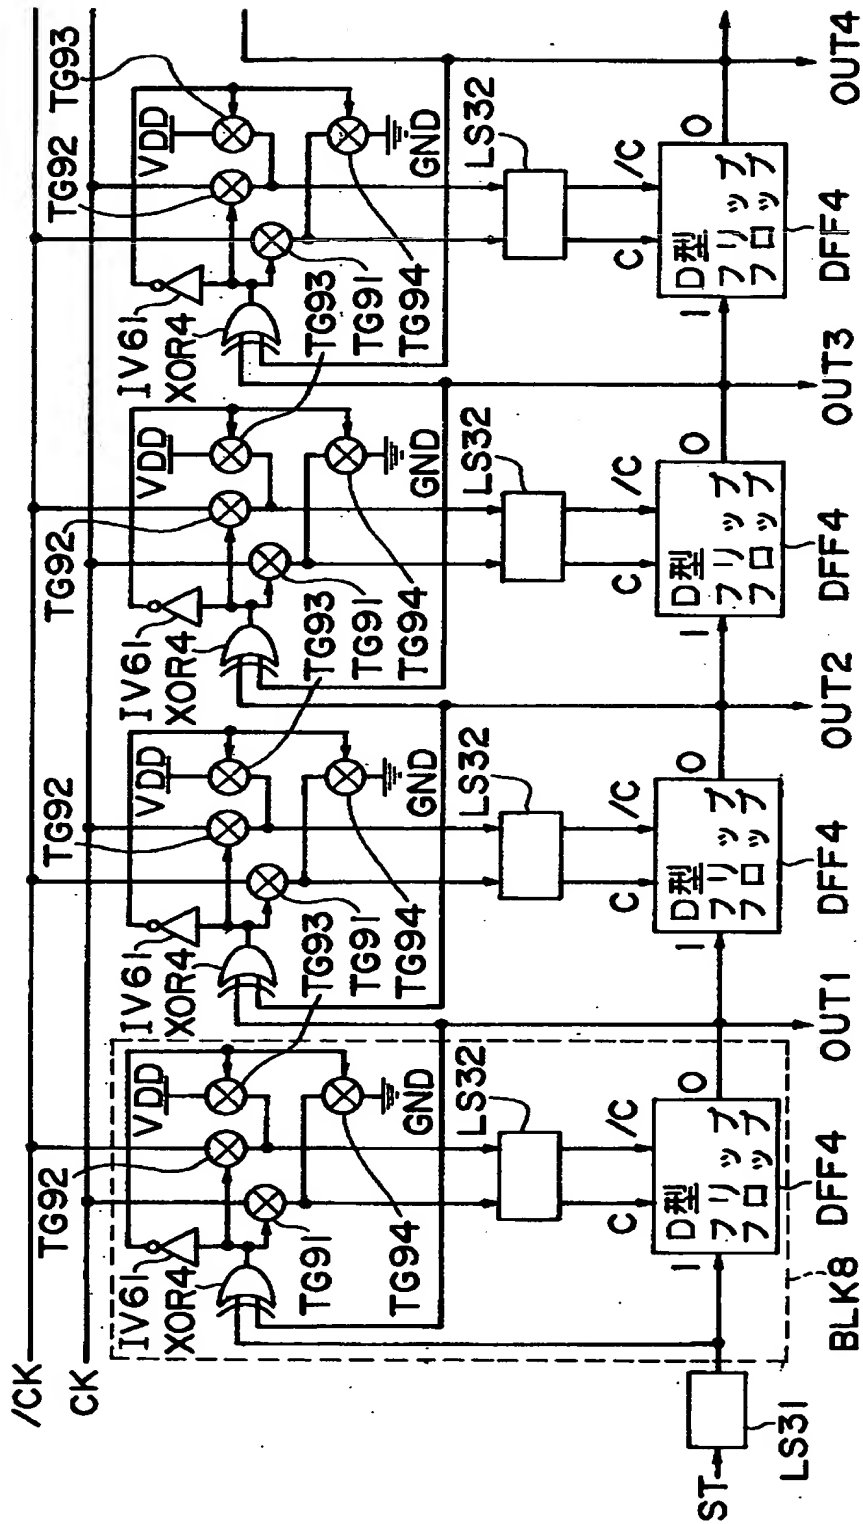 /CK
CK
ST
LS31
TG92
IV61
VDD
XOR4
TG93
TG91
TG94
GND
LS32
C
/C
I
O
D型
フリップ
フロップ
DFF4
BLK8
OUT1
TG92
IV61
VDD
XOR4
TG93
TG91
TG94
GND
LS32
C
/C
I
O
D型
フリップ
フロップ
DFF4
OUT2
TG92
IV61
VDD
XOR4
TG93
TG91
TG94
GND
LS32
C
/C
I
O
D型
フリップ
フロップ
DFF4
OUT3
TG92
TG93
IV61
VDD
XOR4
GND
LS32
C
/C
I
O
D型
フリップ
フロップ
DFF4
OUT4